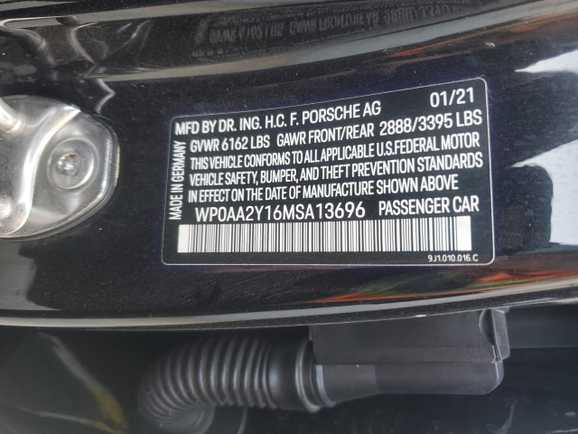 MFD BY DR. ING. H.C. F. PORSCHE AG 01/21
GVWR 6162 LBS GAWR FRONT/REAR 2888/3395 LBS
THIS VEHICLE CONFORMS TO ALL APPLICABLE U.S.FEDERAL MOTOR
VEHICLE SAFETY, BUMPER, AND THEFT PREVENTION STANDARDS
IN EFFECT ON THE DATE OF MANUFACTURE SHOWN ABOVE.
WP0AA2Y16MSA13696 PASSENGER CAR
9J1.010.016.C
MADE IN GERMANY